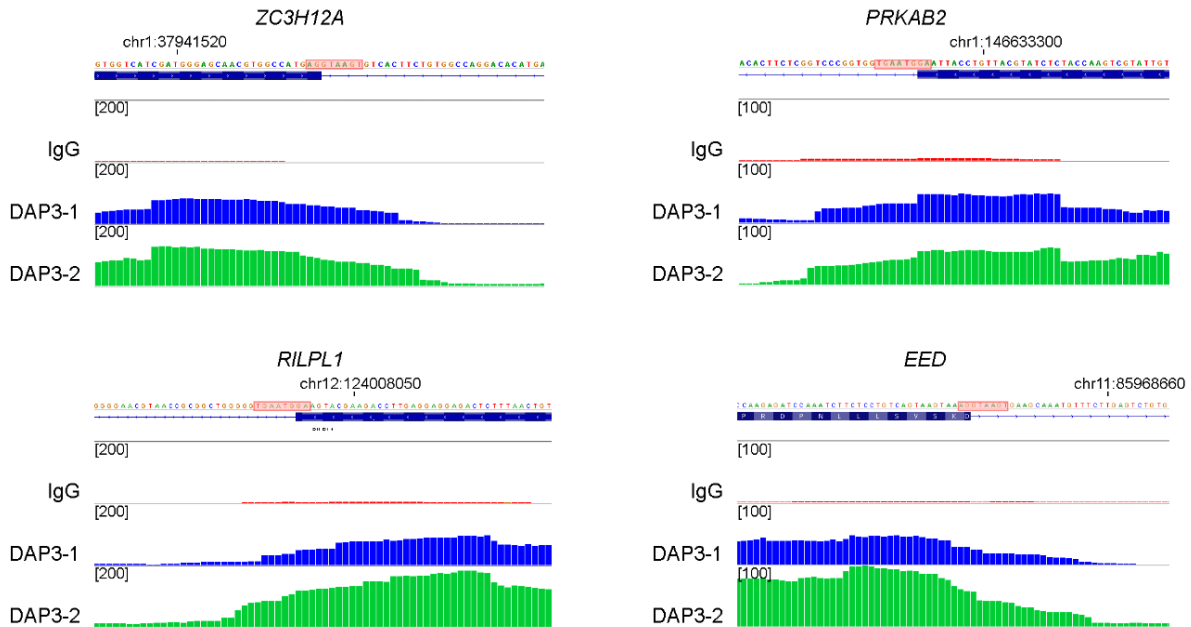 ZC3H12A
chr1:37941520
GTGGTCATCGATGGGAGCAACGTGGCCATGAGGTAAGTGTCACTTCTGTGGCCAGGACACATGA
[200]
IgG
[200]
DAP3-1
[200]
DAP3-2
PRKAB2
chr1:146633300
ACACTTCTCGGTCCCGGTGGTGAATGGAATTACCTGTTACGTATCTCTACCAAGTCGTATTGT
[100]
IgG
[100]
DAP3-1
[100]
DAP3-2
RILPL1
chr12:124008050
[200]
IgG
[200]
DAP3-1
[200]
DAP3-2
EED
chr11:85968660
P R D P N L L L S V S K D
[100]
IgG
[100]
DAP3-1
[100]
DAP3-2